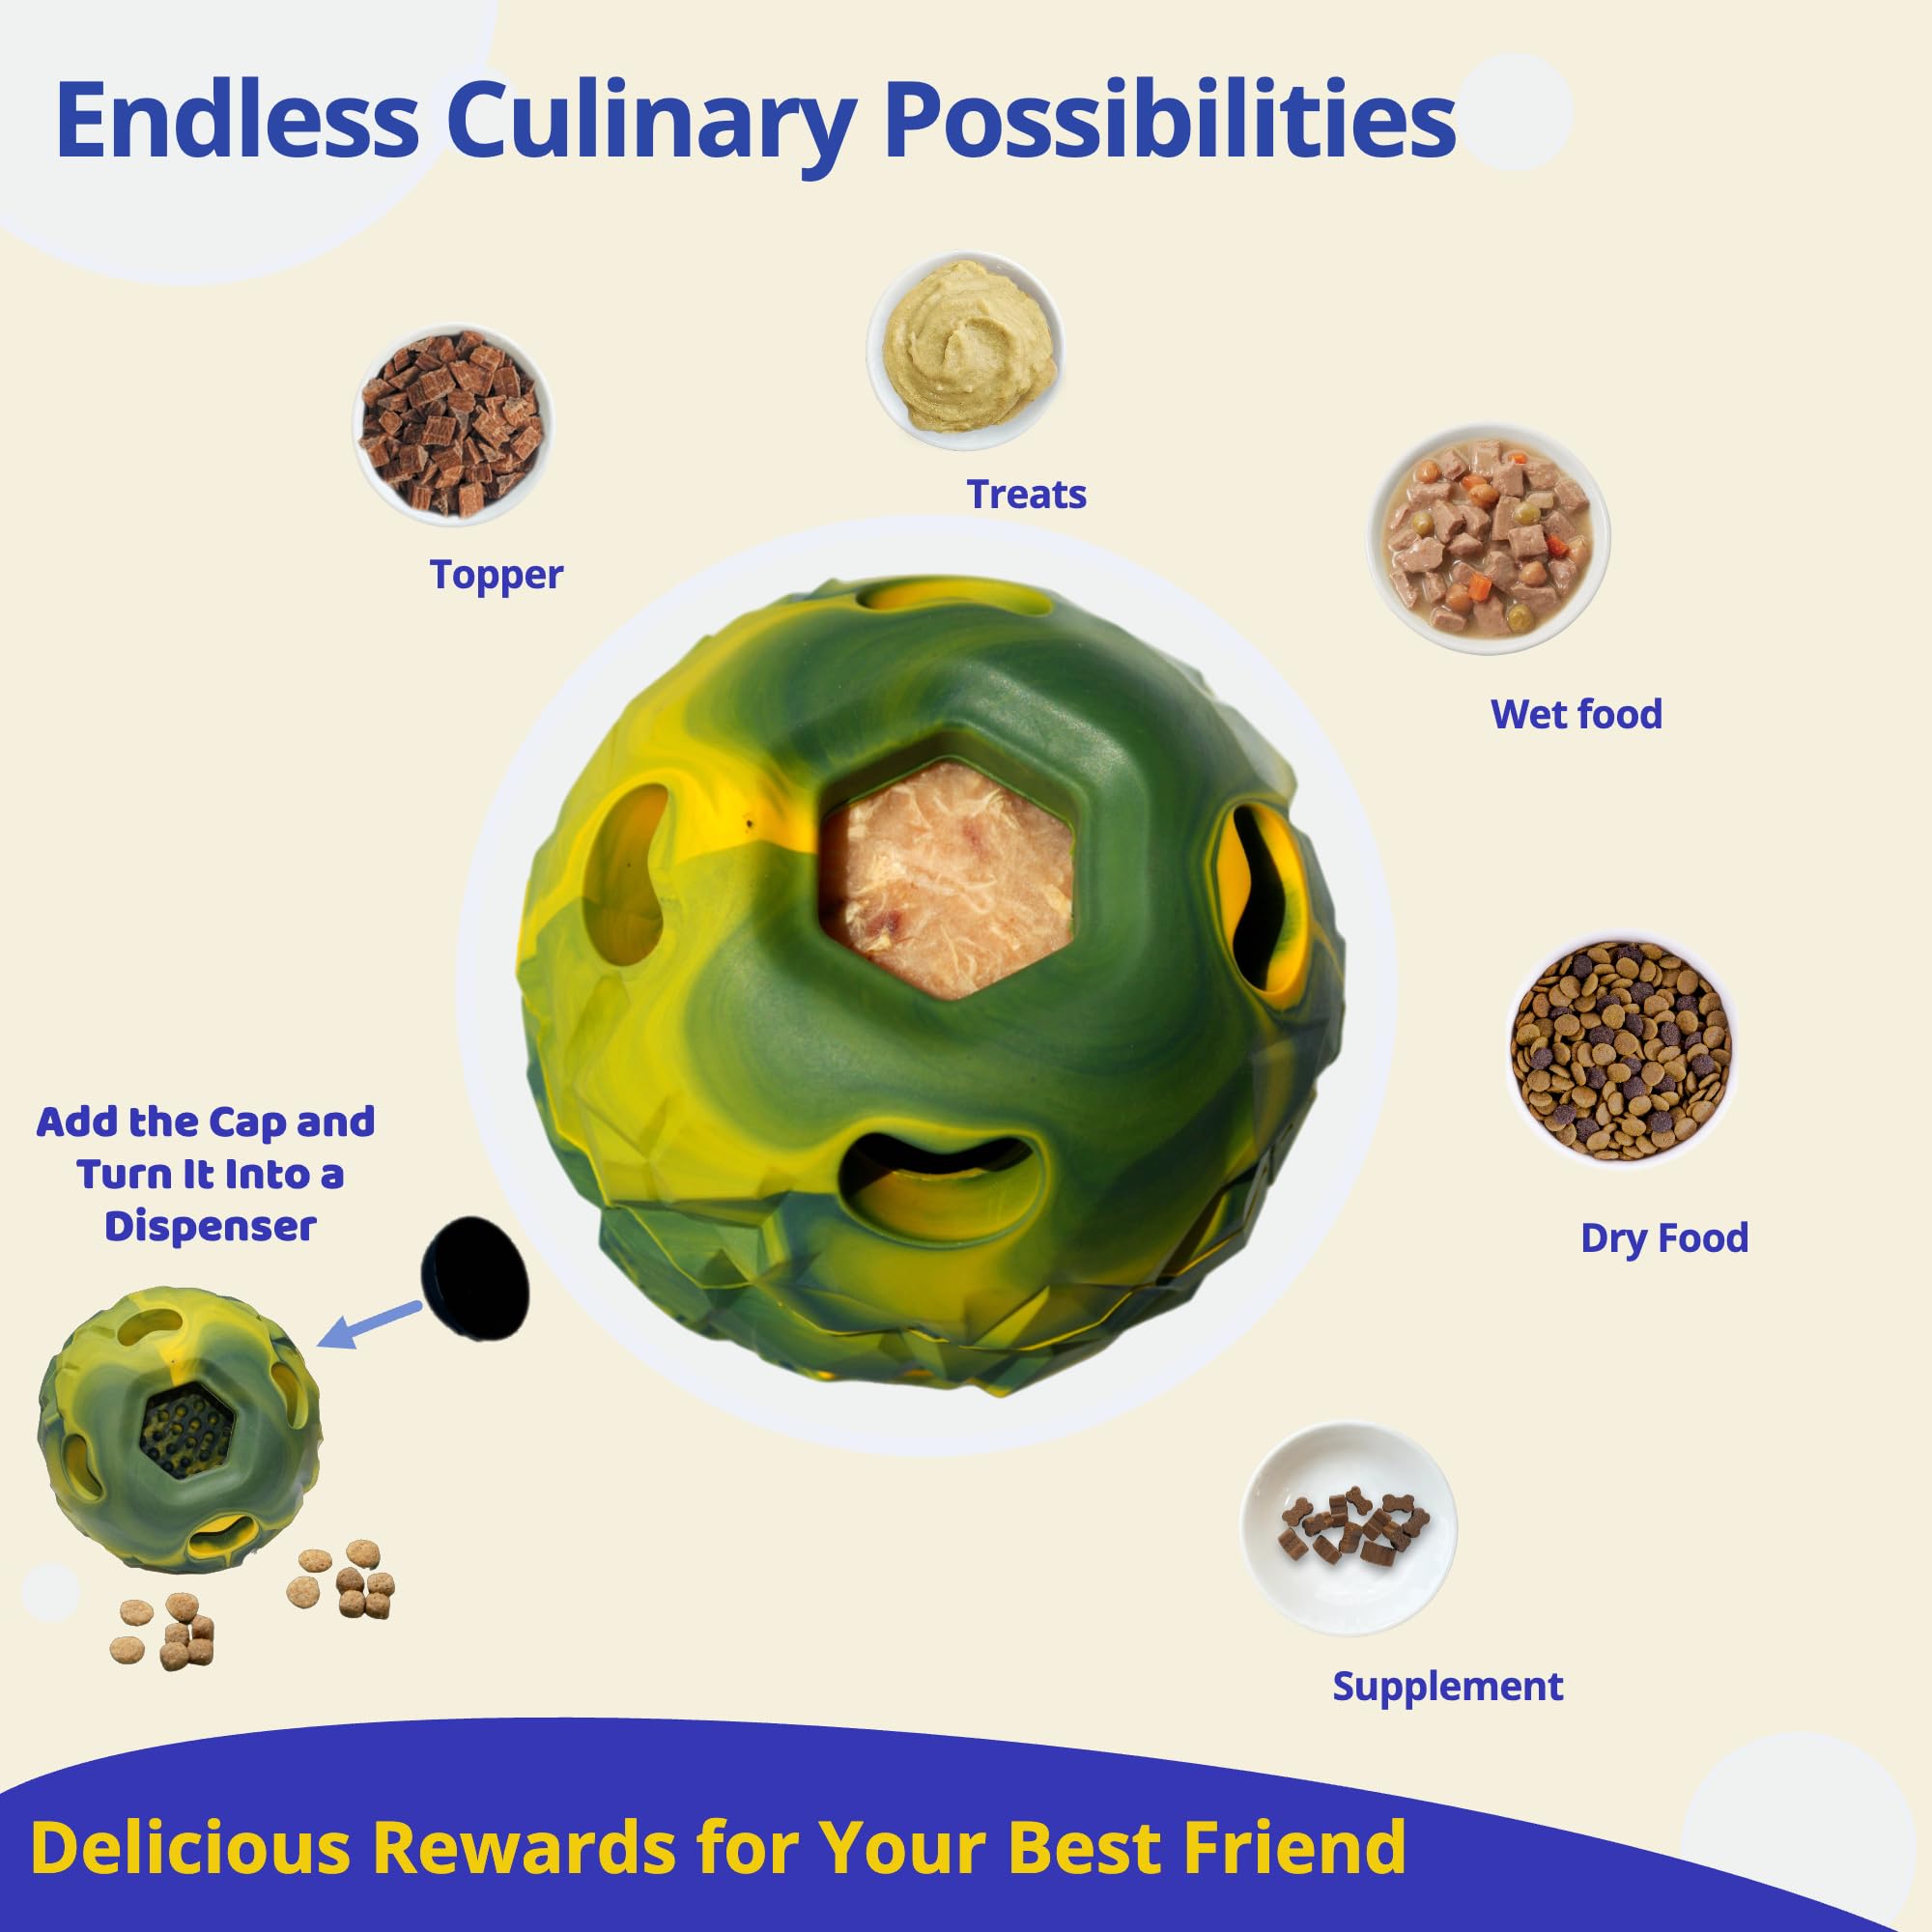 Endless Culinary Possibilities
Treats
Topper
Wet food
Add the Cap and
Turn It Into a
Dispenser
Dry Food
Supplement
Delicious Rewards for Your Best Friend